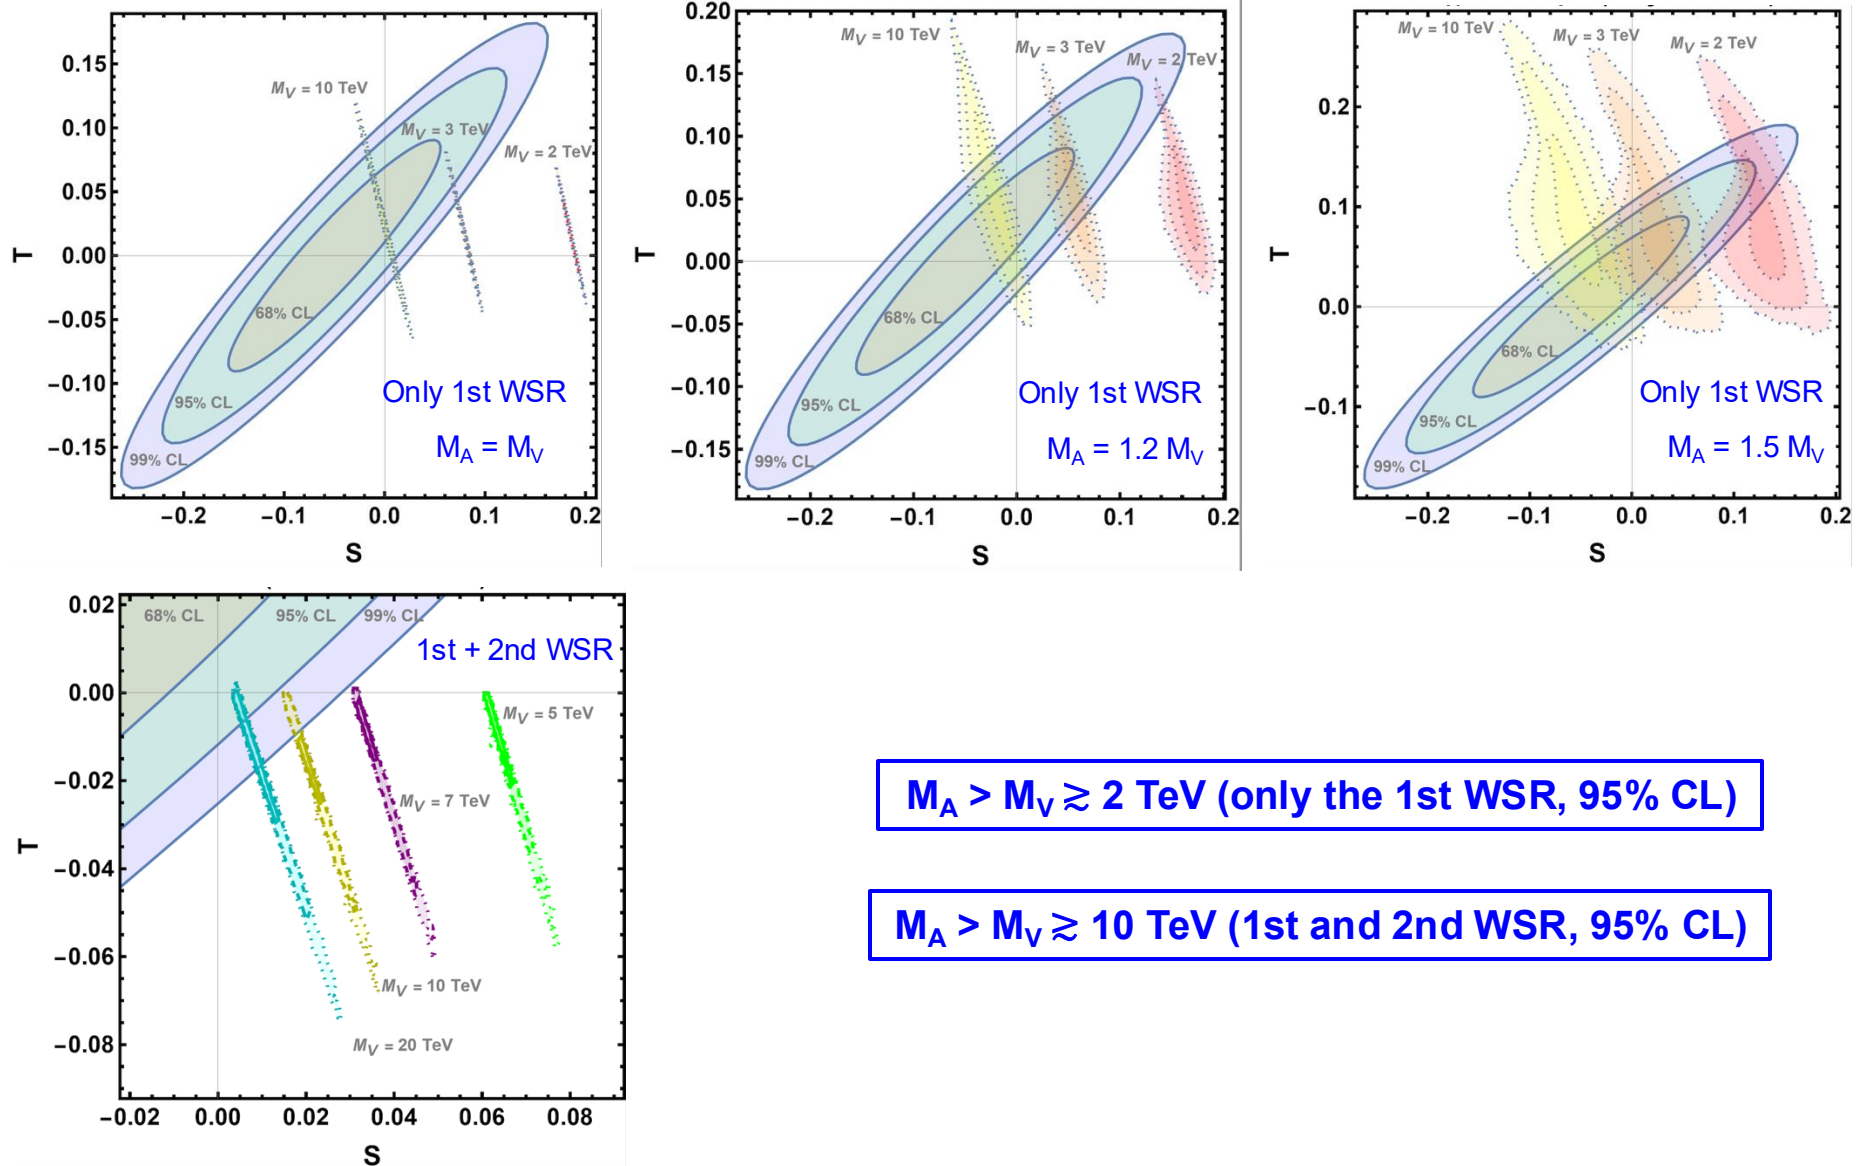 0.15
0.10
0.05
0.00
−0.05
−0.10
−0.15
T
M_V = 10 TeV
M_V = 3 TeV
M_V = 2 TeV
68% CL
95% CL
99% CL
Only 1st WSR
M_A = M_V
−0.2 −0.1 0.0 0.1 0.2
S
0.20
0.15
0.10
0.05
0.00
−0.05
−0.10
−0.15
T
M_V = 10 TeV
M_V = 3 TeV
M_V = 2 TeV
68% CL
95% CL
99% CL
Only 1st WSR
M_A = 1.2 M_V
−0.2 −0.1 0.0 0.1 0.2
S
0.2
0.1
0.0
−0.1
T
M_V = 10 TeV
M_V = 3 TeV
M_V = 2 TeV
68% CL
95% CL
99% CL
Only 1st WSR
M_A = 1.5 M_V
−0.2 −0.1 0.0 0.1 0.2
S
0.02
0.00
−0.02
−0.04
−0.06
−0.08
T
68% CL 95% CL 99% CL
1st + 2nd WSR
M_V = 5 TeV
M_V = 7 TeV
M_V = 10 TeV
M_V = 20 TeV
−0.02 0.00 0.02 0.04 0.06 0.08
S
M_A > M_V ≳ 2 TeV (only the 1st WSR, 95% CL)
M_A > M_V ≳ 10 TeV (1st and 2nd WSR, 95% CL)